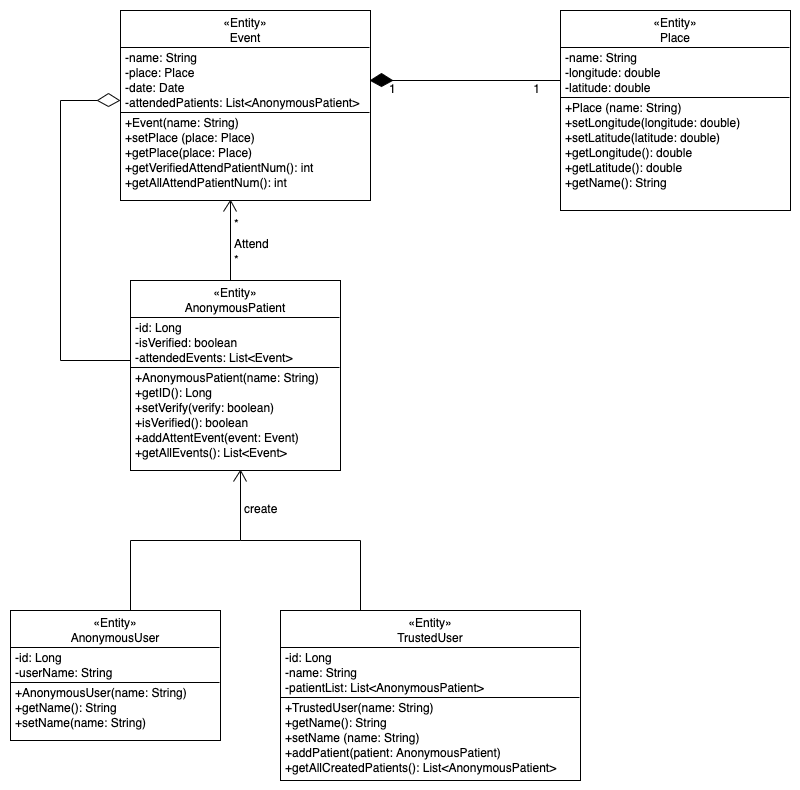 «Entity»
Event
-name: String
-place: Place
-date: Date
-attendedPatients: List<AnonymousPatient>
+Event(name: String)
+setPlace (place: Place)
+getPlace(place: Place)
+getVerifiedAttendPatientNum(): int
+getAllAttendPatientNum(): int
1
1
«Entity»
Place
-name: String
-longitude: double
-latitude: double
+Place (name: String)
+setLongitude(longitude: double)
+setLatitude(latitude: double)
+getLongitude(): double
+getLatitude(): double
+getName(): String
*
Attend
*
«Entity»
AnonymousPatient
-id: Long
-isVerified: boolean
-attendedEvents: List<Event>
+AnonymousPatient(name: String)
+getID(): Long
+setVerify(verify: boolean)
+isVerified(): boolean
+addAttentEvent(event: Event)
+getAllEvents(): List<Event>
create
«Entity»
AnonymousUser
-id: Long
-userName: String
+AnonymousUser(name: String)
+getName(): String
+setName(name: String)
«Entity»
TrustedUser
-id: Long
-name: String
-patientList: List<AnonymousPatient>
+TrustedUser(name: String)
+getName(): String
+setName (name: String)
+addPatient(patient: AnonymousPatient)
+getAllCreatedPatients(): List<AnonymousPatient>